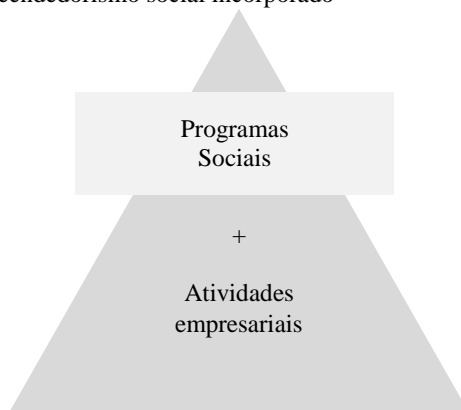 social incorporado
Programas
Sociais
+
Atividades
empresariais